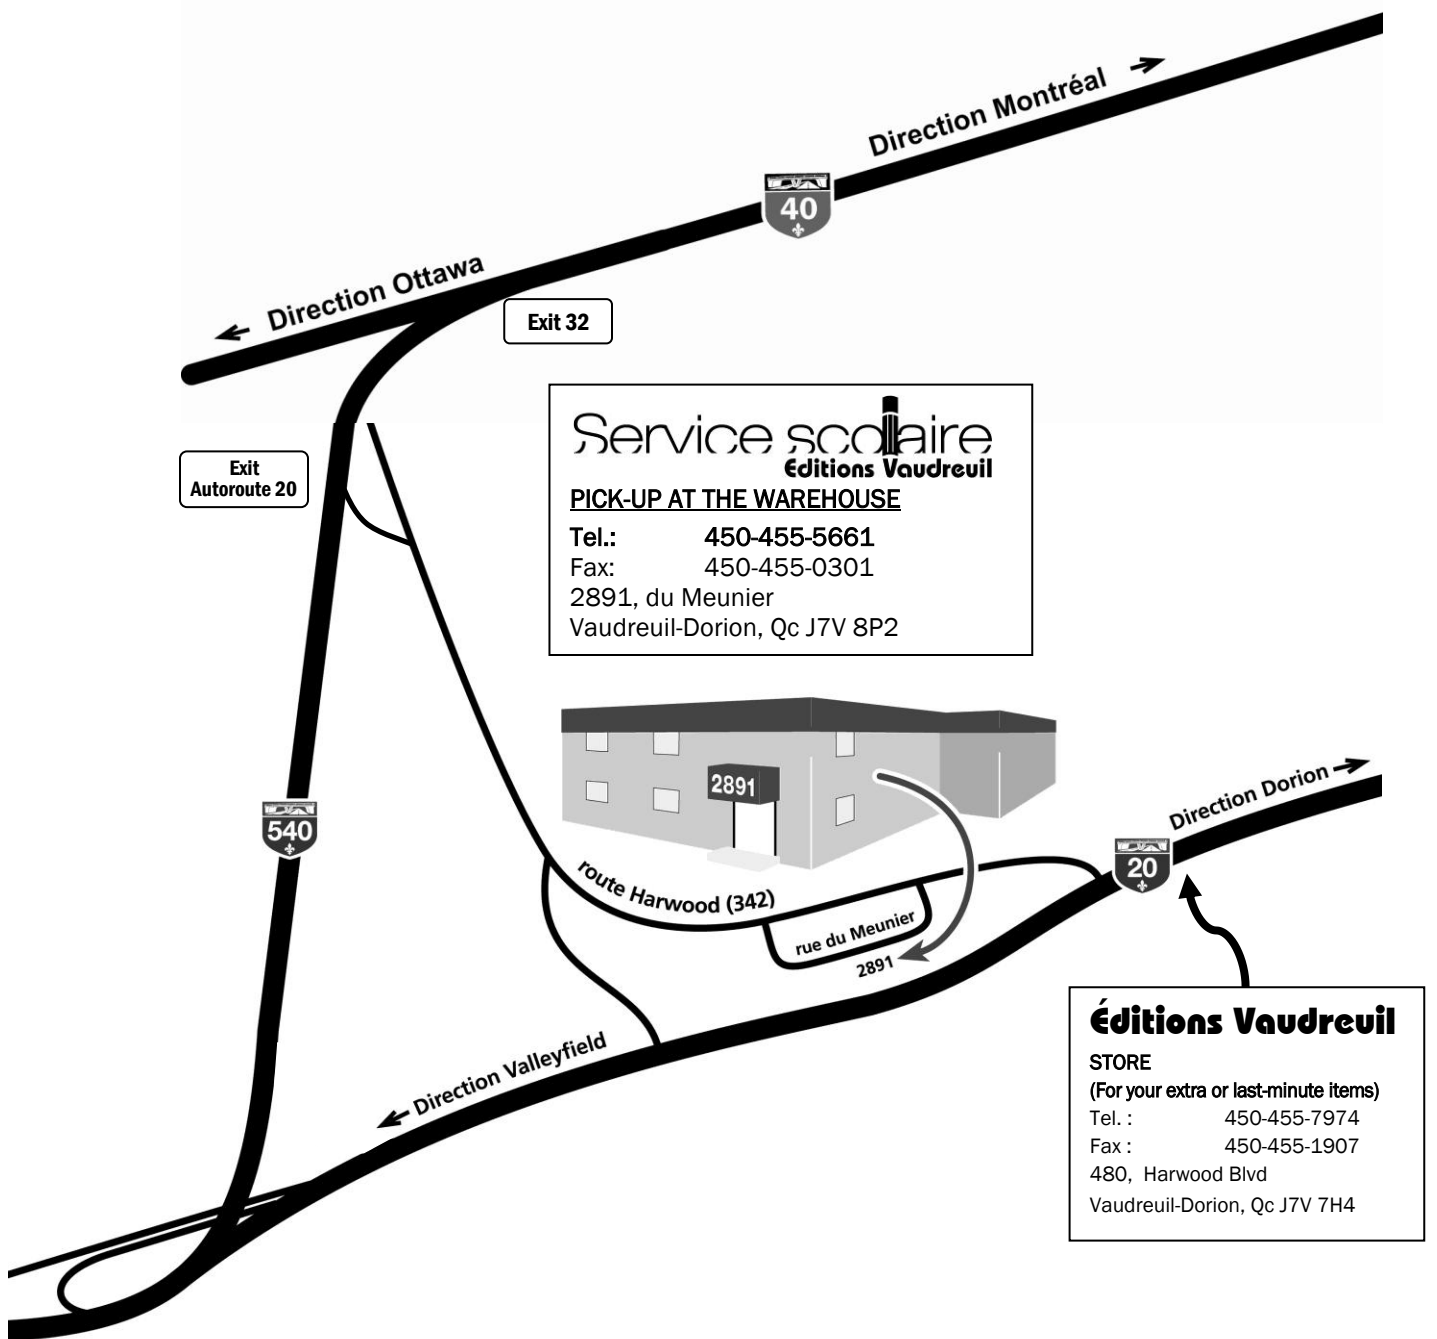 Direction Montréal
40
Direction Ottawa
Exit 32
Exit
Autoroute 20
Service scolaire
Éditions Vaudreuil
PICK-UP AT THE WAREHOUSE
Tel.: 450-455-5661
Fax: 450-455-0301
2891, du Meunier
Vaudreuil-Dorion, Qc J7V 8P2
2891
Direction Dorion
540
20
route Harwood (342)
rue du Meunier
2891
Direction Valleyfield
Éditions Vaudreuil
STORE
(For your extra or last-minute items)
Tel. : 450-455-7974
Fax : 450-455-1907
480, Harwood Blvd
Vaudreuil-Dorion, Qc J7V 7H4